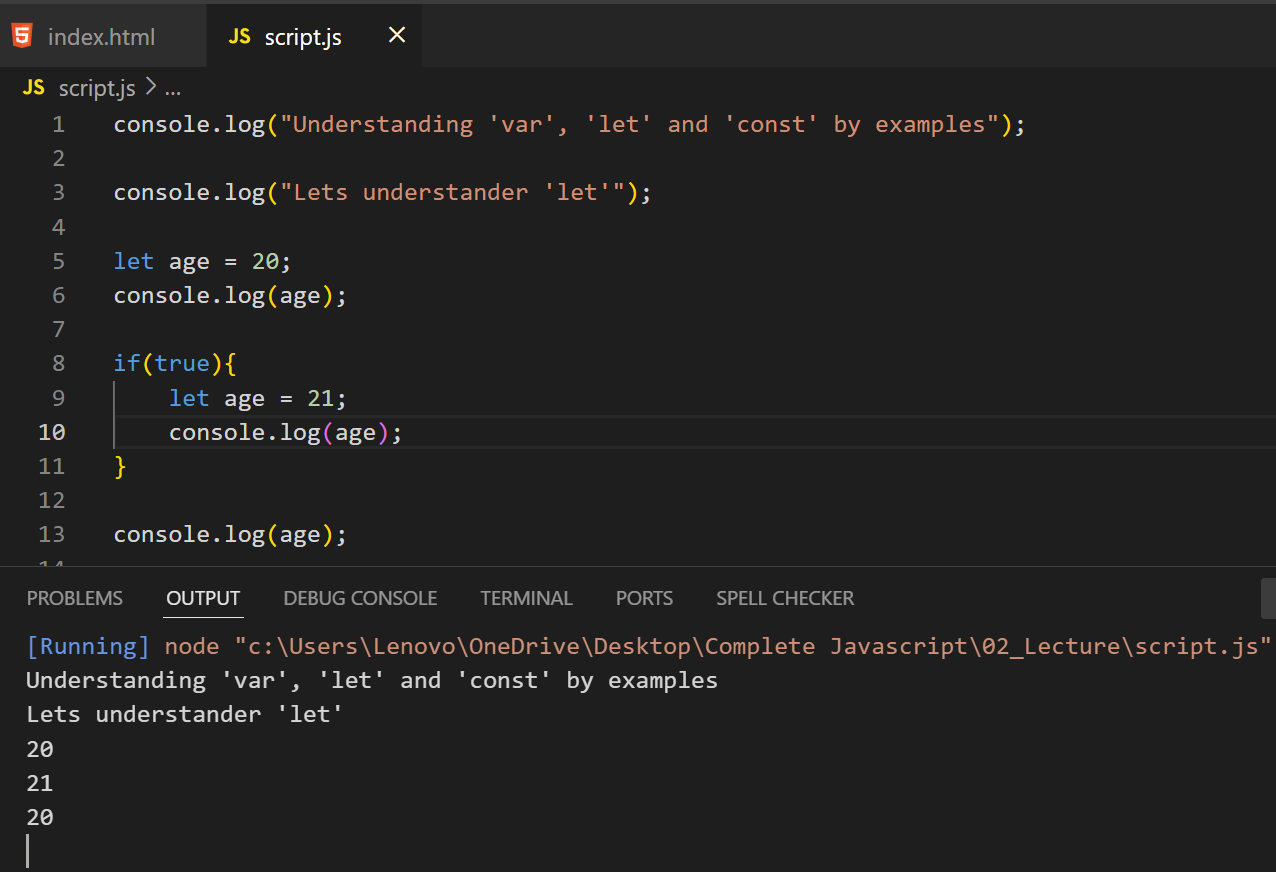 index.html
JS script.js ×
JS script.js > ...
1 console.log("Understanding 'var', 'let' and 'const' by examples");
2
3 console.log("Lets understander 'let'");
4
5 let age = 20;
6 console.log(age);
7
8 if(true){
9     let age = 21;
10     console.log(age);
11 }
12
13 console.log(age);
14
PROBLEMS OUTPUT DEBUG CONSOLE TERMINAL PORTS SPELL CHECKER
[Running] node "c:\Users\Lenovo\OneDrive\Desktop\Complete Javascript\02_Lecture\script.js"
Understanding 'var', 'let' and 'const' by examples
Lets understander 'let'
20
21
20